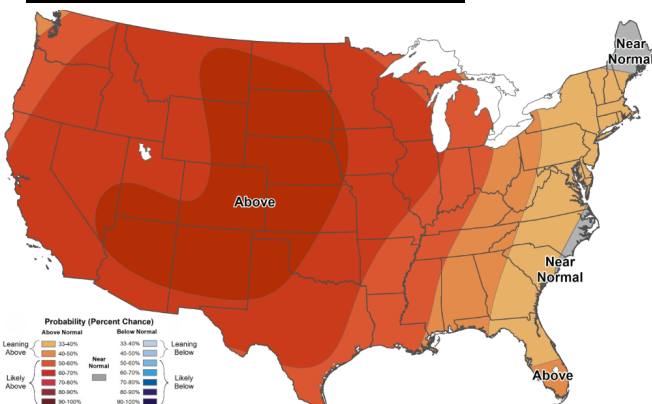 Near
Normal
Above
Near
Normal
Above
Probability (Percent Chance)
Above Normal
Below Normal
Leaning
Above
33-40%
40-50%
Near
Normal
33-40%
40-50%
Leaning
Below
Likely
Above
50-60%
60-70%
70-80%
80-90%
90-100%
50-60%
60-70%
70-80%
80-90%
90-100%
Likely
Below